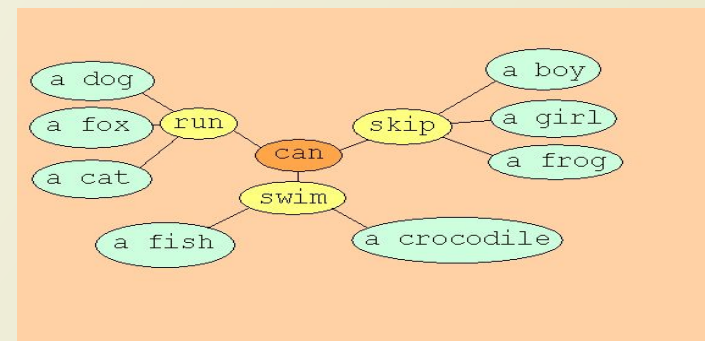 a dog
a fox
a cat
run
can
skip
a boy
a girl
a frog
swim
a fish
a crocodile